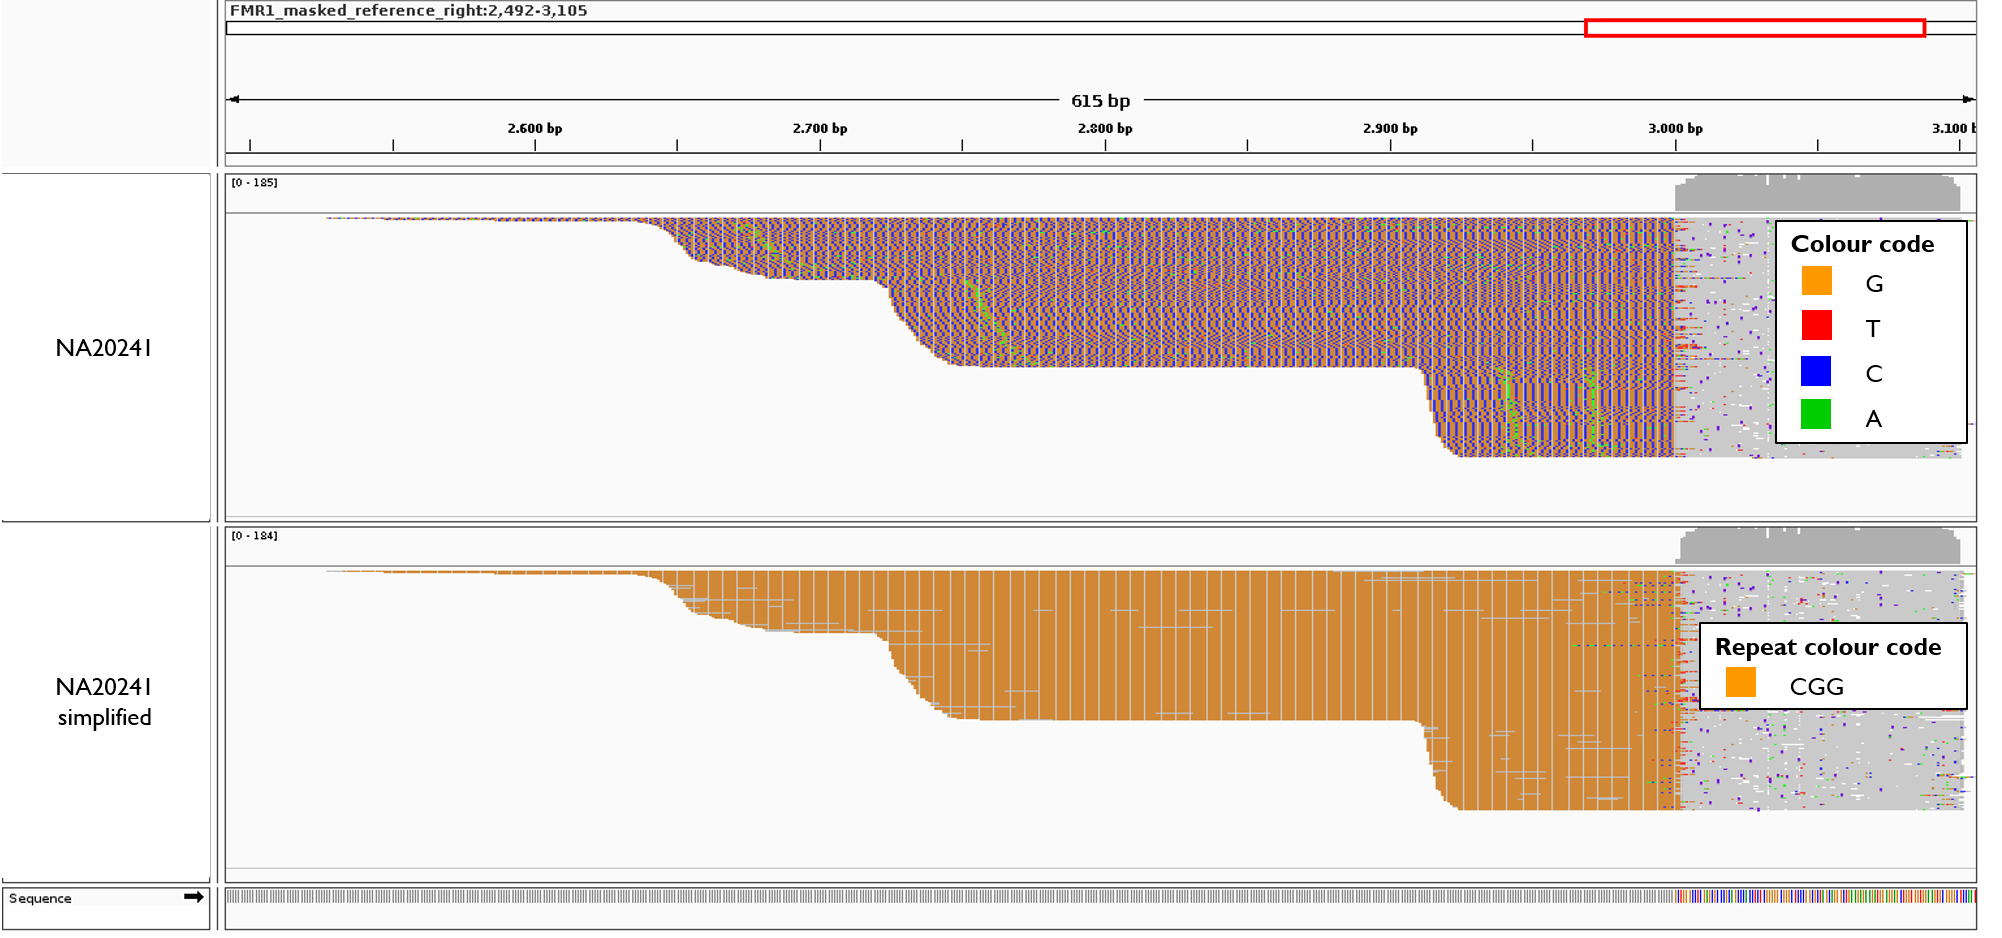 FMR1_masked_reference_right:2,492-3,105
615 bp
2.600 bp
2.700 bp
2.800 bp
2.900 bp
3.000 bp
3.100 b
[0 - 185]
NA20241
Colour code
G
T
C
A
[0 - 184]
NA20241
simplified
Repeat colour code
CGG
Sequence